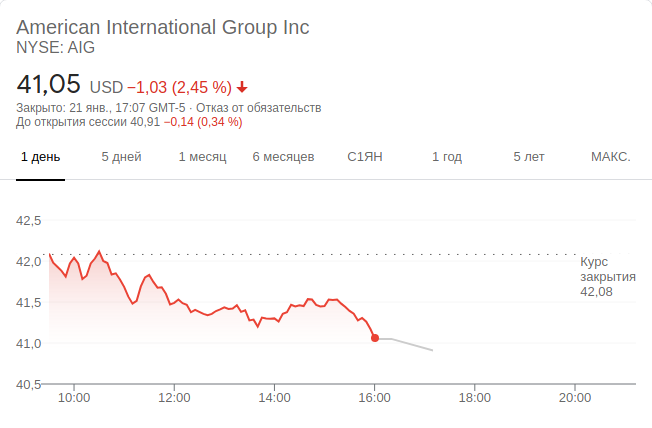 American International Group Inc
NYSE: AIG
41,05 USD −1,03 (2,45 %)
Закрыто: 21 янв., 17:07 GMT-5 · Отказ от обязательств
До открытия сессии 40,91 −0,14 (0,34 %)
1 день 5 дней 1 месяц 6 месяцев С1ЯН 1 год 5 лет МАКС.
42,5
42,0
Курс
закрытия
42,08
41,5
41,0
40,5
10:00 12:00 14:00 16:00 18:00 20:00